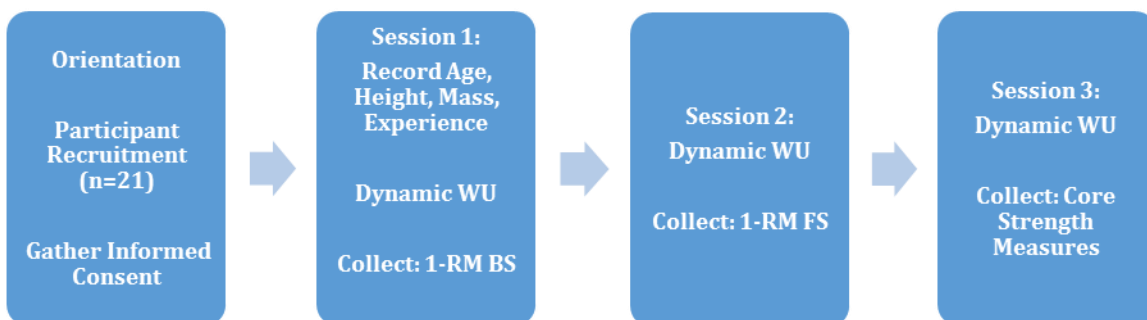 Orientation
Participant
Recruitment
(n=21)
Gather Informed
Consent
Session 1:
Record Age,
Height, Mass,
Experience
Dynamic WU
Collect: 1-RM BS
Session 2:
Dynamic WU
Collect: 1-RM FS
Session 3:
Dynamic WU
Collect: Core
Strength
Measures